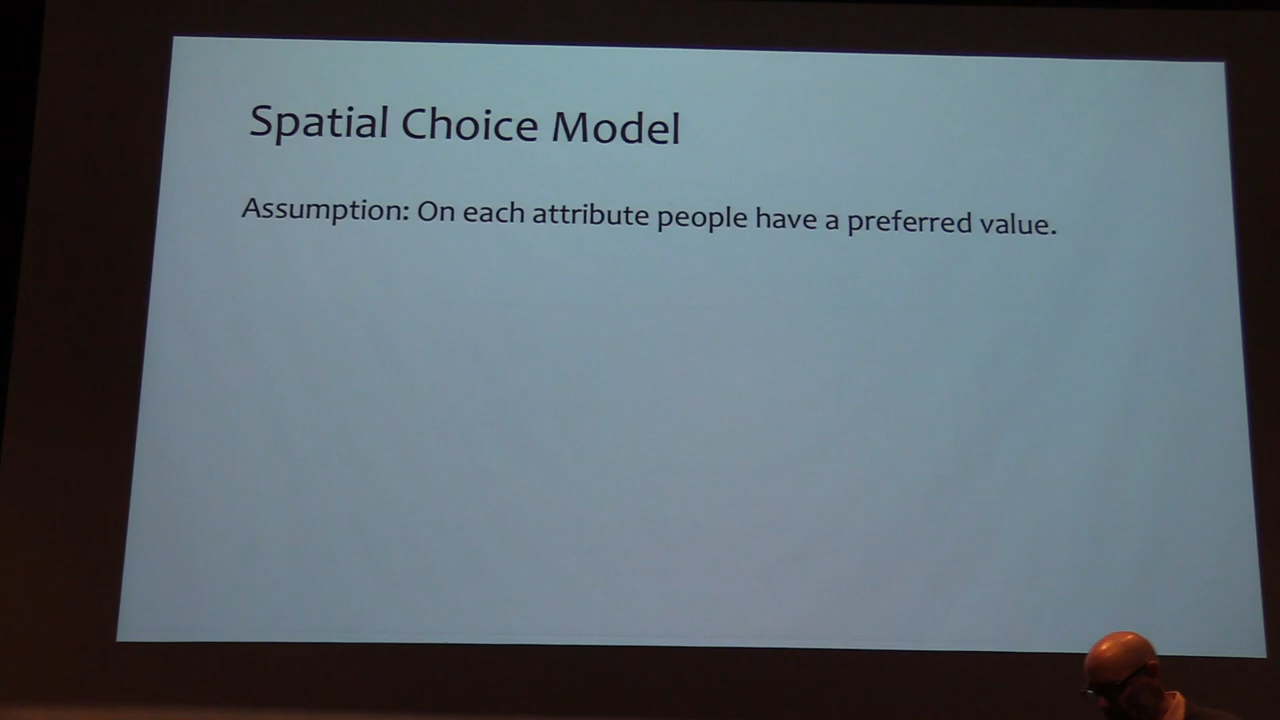 Spatial Choice Model
Assumption: On each attribute people have a preferred value.